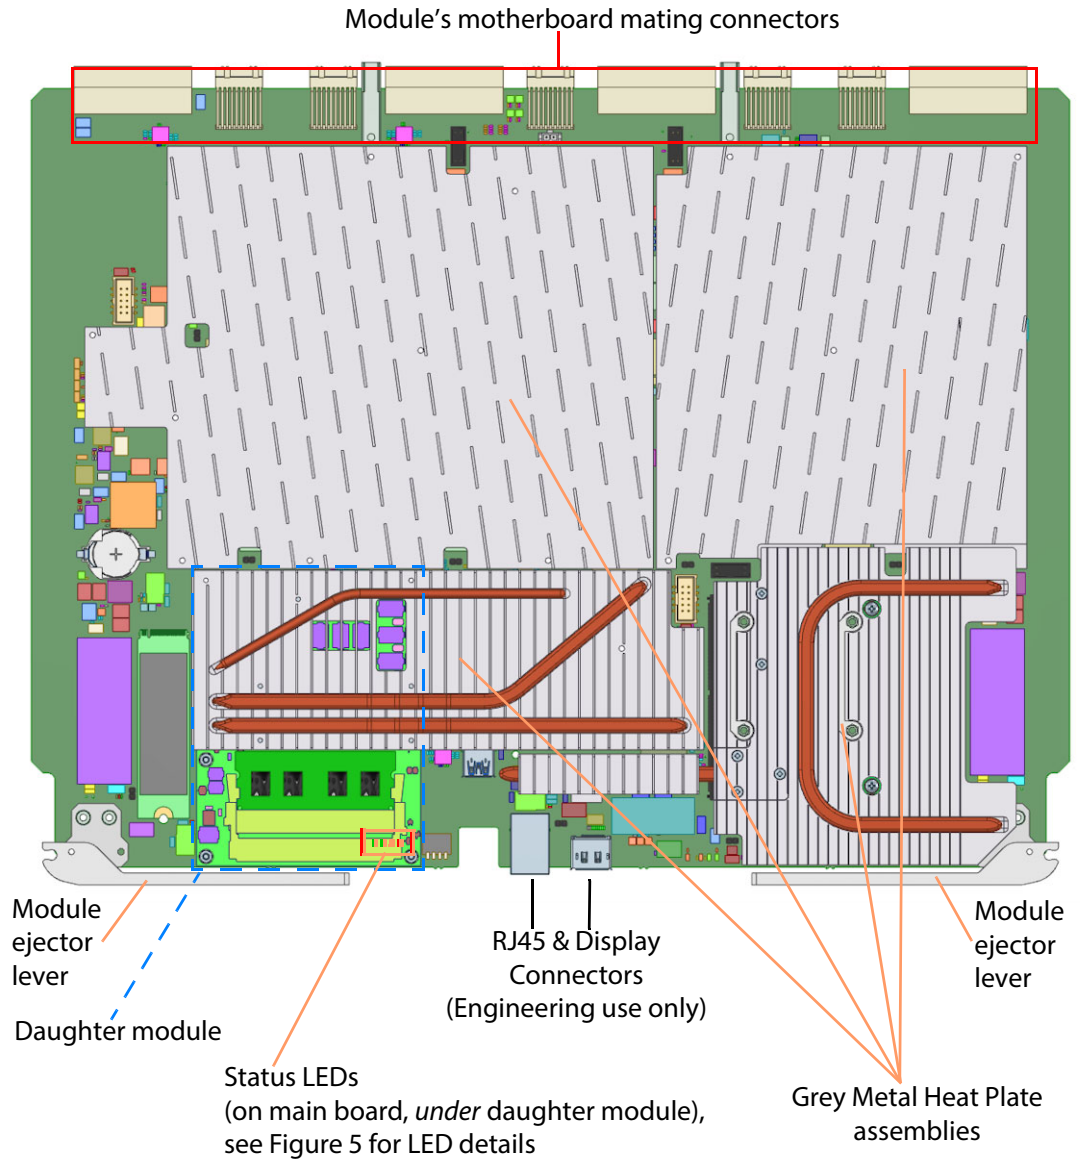 Module’s motherboard mating connectors
Module
ejector
lever
RJ45 & Display
Connectors
(Engineering use only)
Module
ejector
lever
Daughter module
Status LEDs
(on main board, under daughter module),
see Figure 5 for LED details
Grey Metal Heat Plate
assemblies